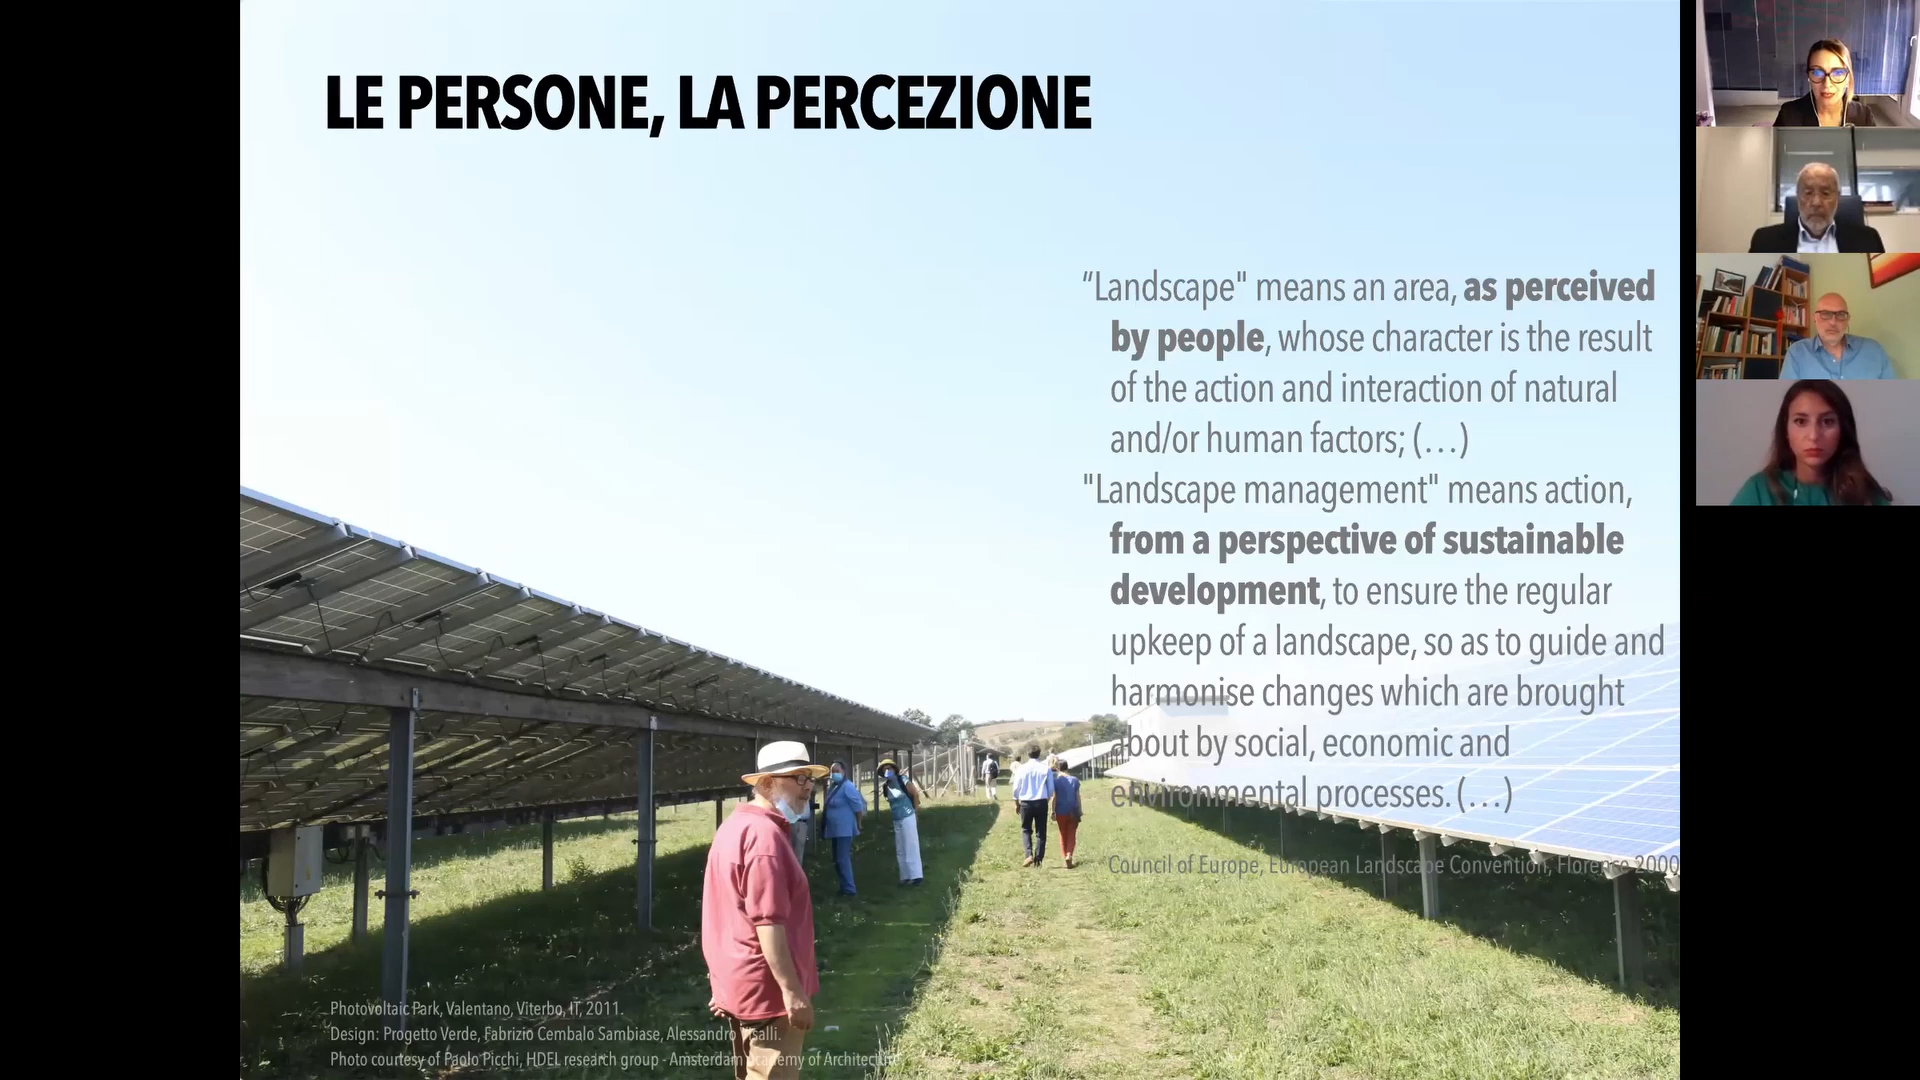 LE PERSONE, LA PERCEZIONE
“Landscape" means an area, as perceived
by people, whose character is the result
of the action and interaction of natural
and/or human factors; (…)
"Landscape management" means action,
from a perspective of sustainable
development, to ensure the regular
upkeep of a landscape, so as to guide and
harmonise changes which are brought
about by social, economic and
environmental processes. (…)
Council of Europe, European Landscape Convention, Florence 2000
Photovoltaic Park, Valentano, Viterbo, IT, 2011.
Design: Progetto Verde, Fabrizio Cembalo Sambiase, Alessandro Visalli.
Photo courtesy of Paolo Picchi, HDEL research group - Amsterdam Academy of Architecture